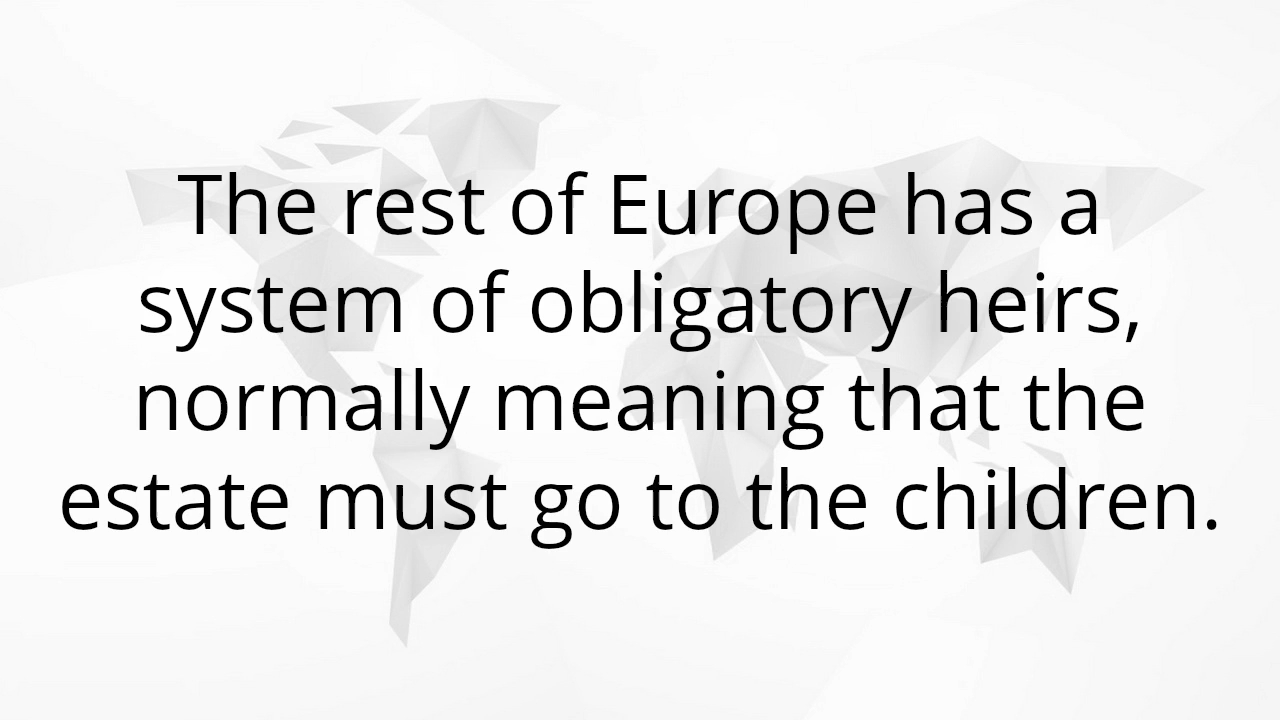 The rest of Europe has a
system of obligatory heirs,
normally meaning that the
estate must go to the children.